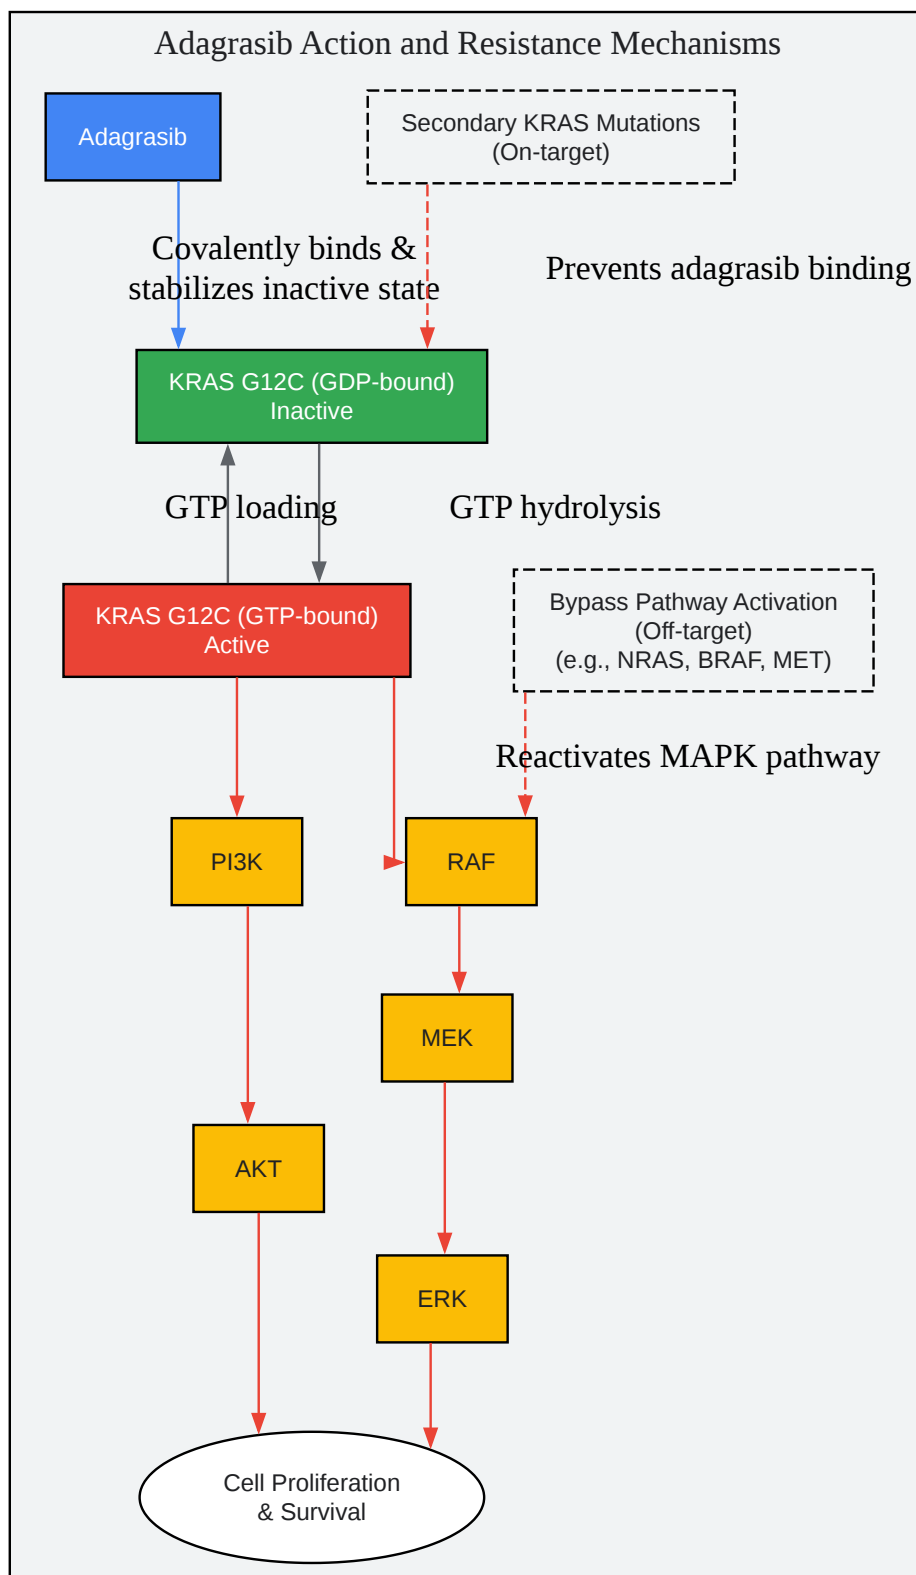 Adagrasib Action and Resistance Mechanisms
Adagrasib
Secondary KRAS Mutations
(On-target)
Covalently binds &
stabilizes inactive state
Prevents adagrasib binding
KRAS G12C (GDP-bound)
Inactive
GTP loading
GTP hydrolysis
KRAS G12C (GTP-bound)
Active
Bypass Pathway Activation
(Off-target)
(e.g., NRAS, BRAF, MET)
Reactivates MAPK pathway
PI3K
RAF
MEK
AKT
ERK
Cell Proliferation
& Survival